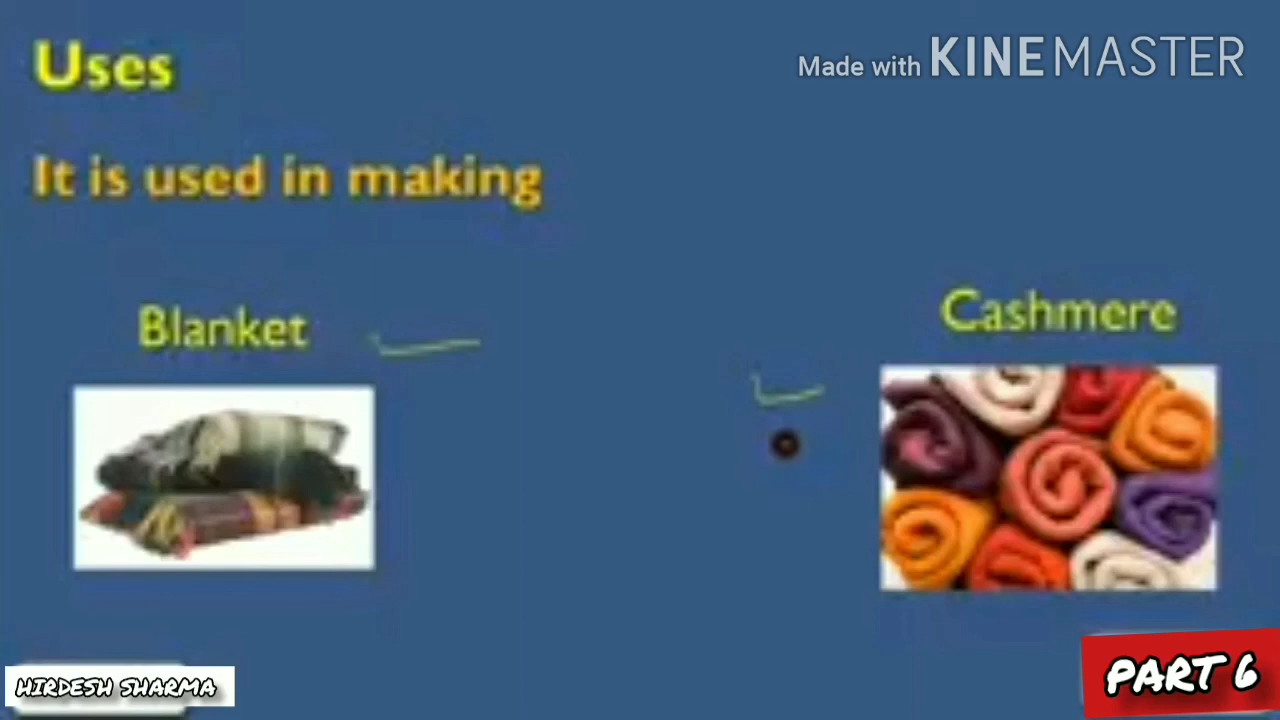 Uses
Made with KINEMASTER
It is used in making
Blanket
Cashmere
HIRDESH SHARMA
PART 6